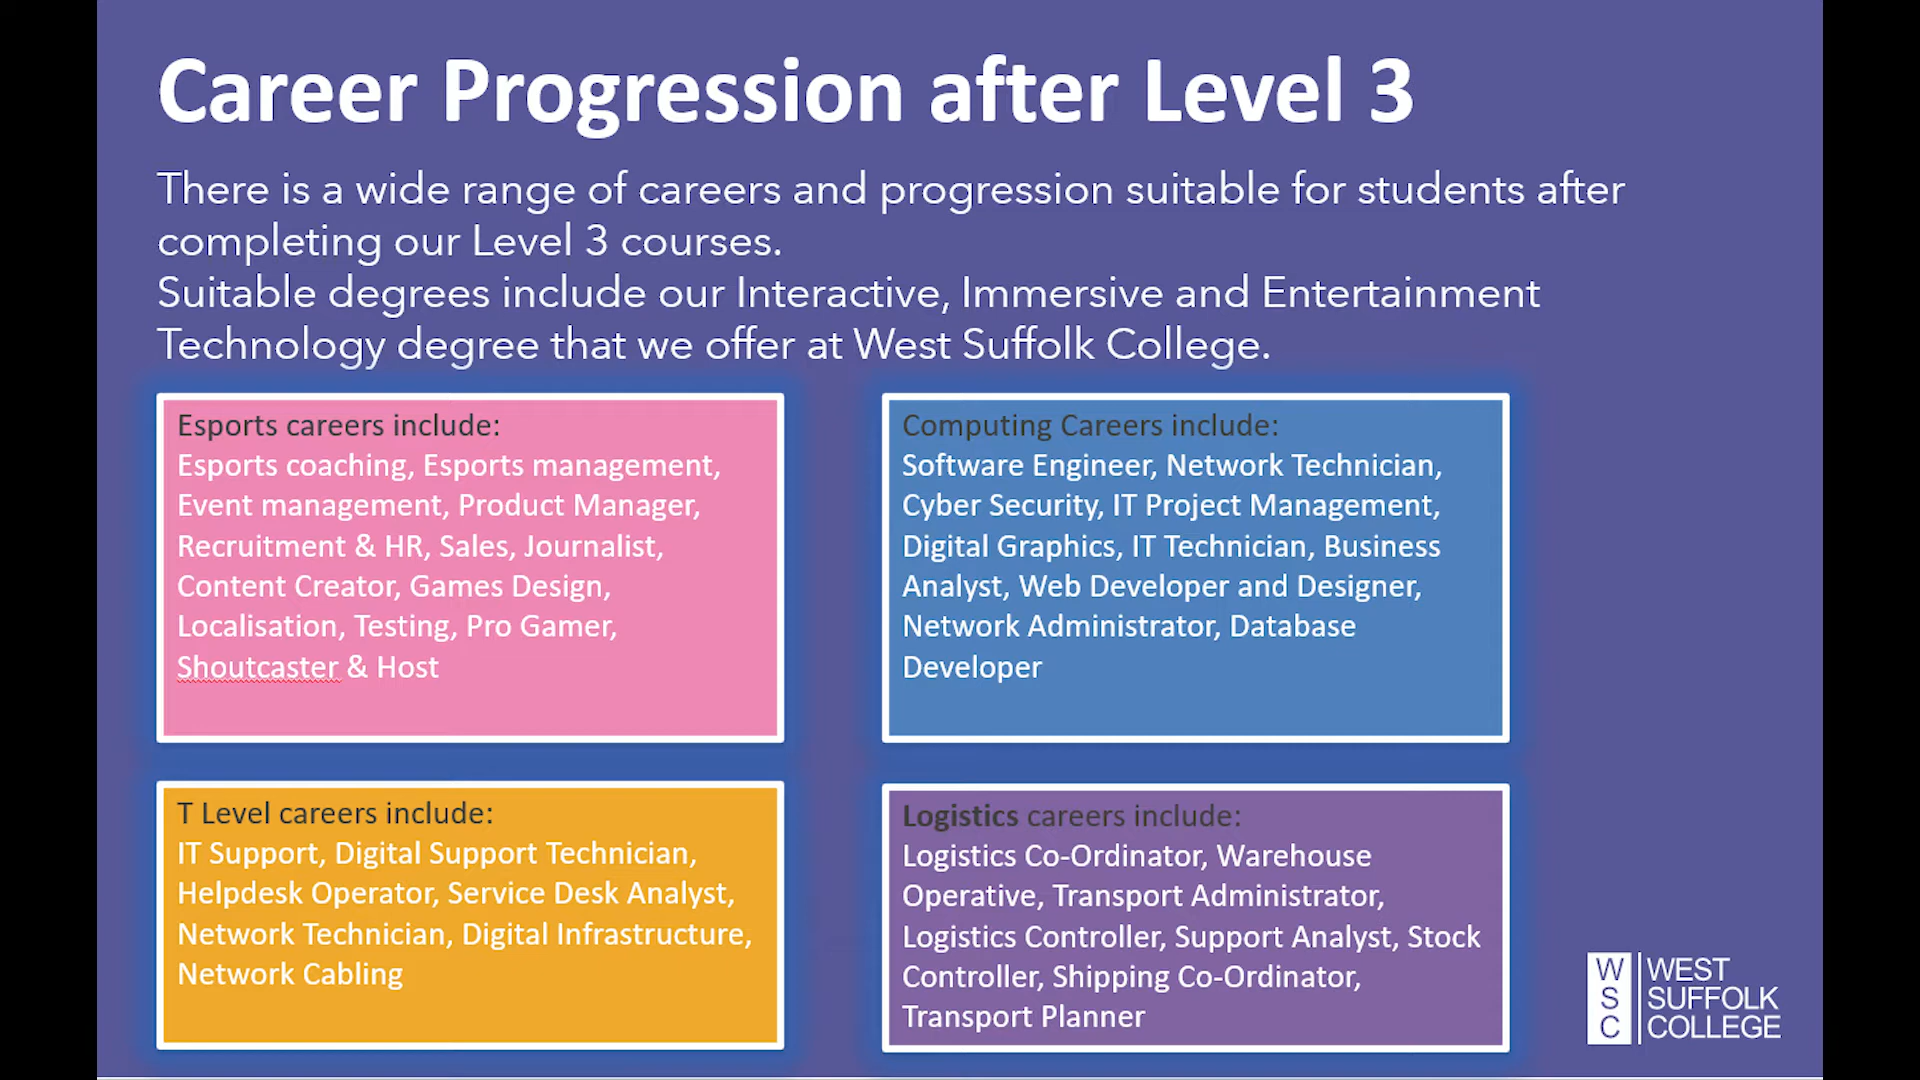 Career Progression after Level 3
There is a wide range of careers and progression suitable for students after
completing our Level 3 courses.
Suitable degrees include our Interactive, Immersive and Entertainment
Technology degree that we offer at West Suffolk College.
Esports careers include:
Esports coaching, Esports management,
Event management, Product Manager,
Recruitment & HR, Sales, Journalist,
Content Creator, Games Design,
Localisation, Testing, Pro Gamer,
Shoutcaster & Host
Computing Careers include:
Software Engineer, Network Technician,
Cyber Security, IT Project Management,
Digital Graphics, IT Technician, Business
Analyst, Web Developer and Designer,
Network Administrator, Database
Developer
T Level careers include:
IT Support, Digital Support Technician,
Helpdesk Operator, Service Desk Analyst,
Network Technician, Digital Infrastructure,
Network Cabling
Logistics careers include:
Logistics Co-Ordinator, Warehouse
Operative, Transport Administrator,
Logistics Controller, Support Analyst, Stock
Controller, Shipping Co-Ordinator,
Transport Planner
W WEST
S SUFFOLK
C COLLEGE